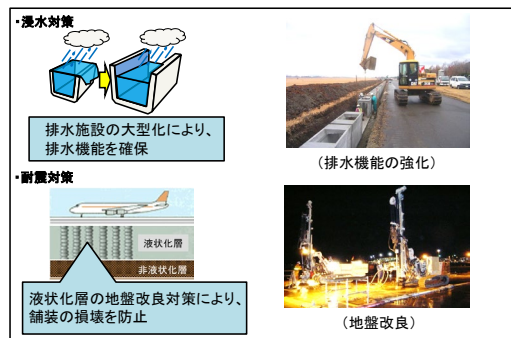 ・浸水対策
排水施設の大型化により、
排水機能を確保
(排水機能の強化)
・耐震対策
液状化層
非液状化層
液状化層の地盤改良対策により、
舗装の損壊を防止
(地盤改良)